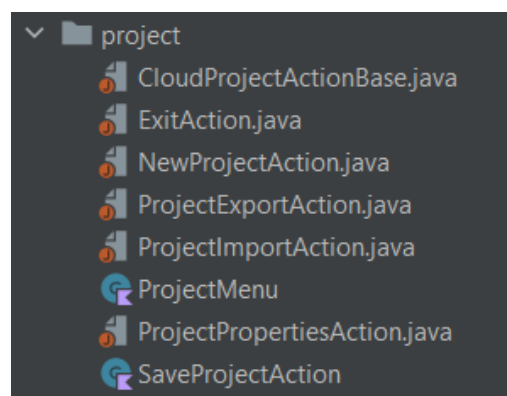 project
CloudProjectActionBase.java
ExitAction.java
NewProjectAction.java
ProjectExportAction.java
ProjectImportAction.java
ProjectMenu
ProjectPropertiesAction.java
SaveProjectAction